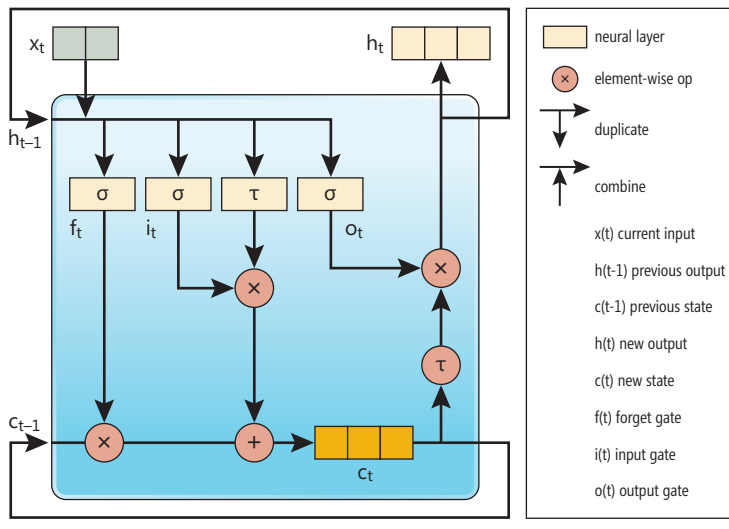 xₜ
hₜ
hₜ₋₁
σ
σ
τ
σ
fₜ
iₜ
oₜ
×
×
τ
cₜ₋₁
×
+
cₜ
neural layer
×
element-wise op
duplicate
combine
x(t) current input
h(t-1) previous output
c(t-1) previous state
h(t) new output
c(t) new state
f(t) forget gate
i(t) input gate
o(t) output gate